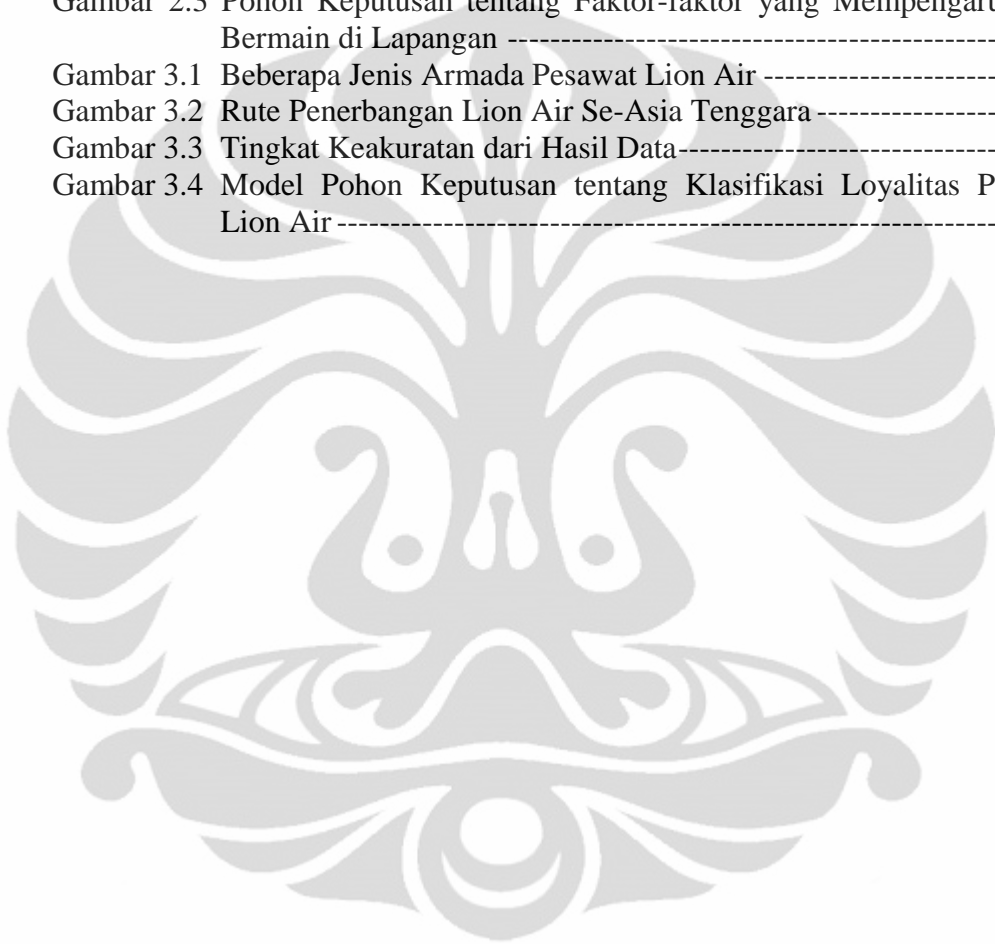 Gambar 2.3 Pohon Keputusan tentang Faktor-faktor yang
Bermain di Lapangan ----------------------------------------------
Gambar 3.1 Beberapa Jenis Armada Pesawat Lion Air ----------------------
Gambar 3.2 Rute Penerbangan Lion Air Se-Asia Tenggara -----------------
Gambar 3.3 Tingkat Keakuratan dari Hasil Data------------------------------
Gambar 3.4 Model Pohon Keputusan tentang Klasifikasi Loyalitas
Lion Air --------------------------------------------------------------